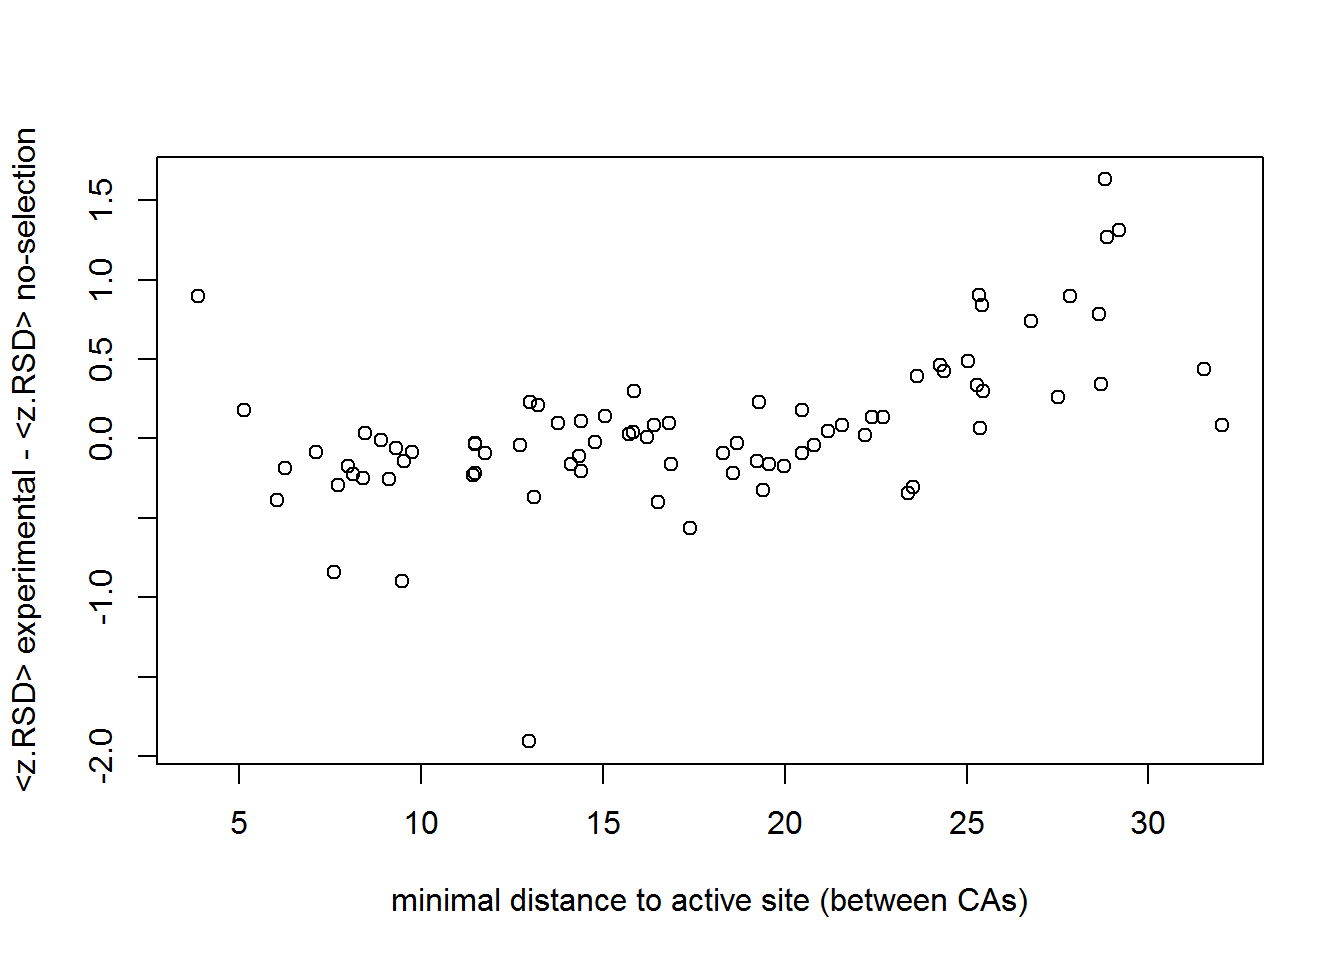 <z.RSD> experimental - <z.RSD> no-selection
1.5
1.0
0.5
0.0
-1.0
-2.0
5 10 15 20 25 30
minimal distance to active site (between CAs)